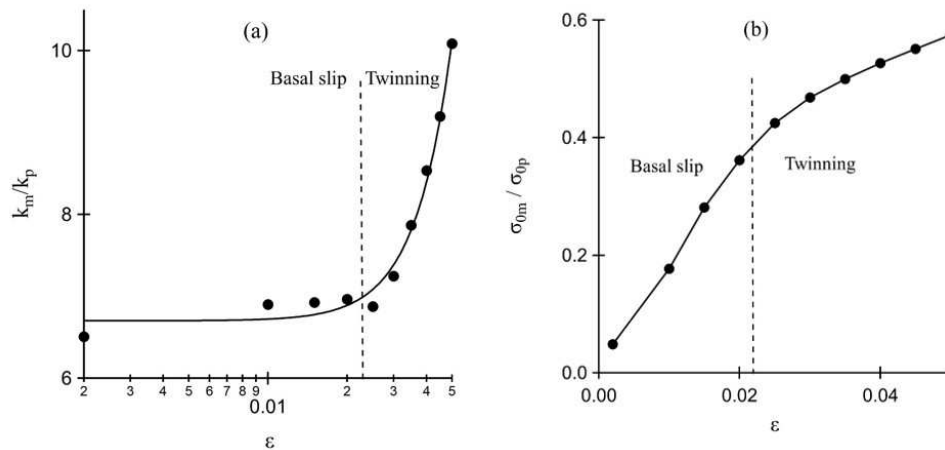 (a)
10
8
6
k_m/k_p
Basal slip
Twinning
2 3 4 5 6 7 8 9 2 3 4 5
0.01
ε
(b)
0.6
0.4
0.2
0.0
σ_0m / σ_0p
Basal slip
Twinning
0.00 0.02 0.04
ε